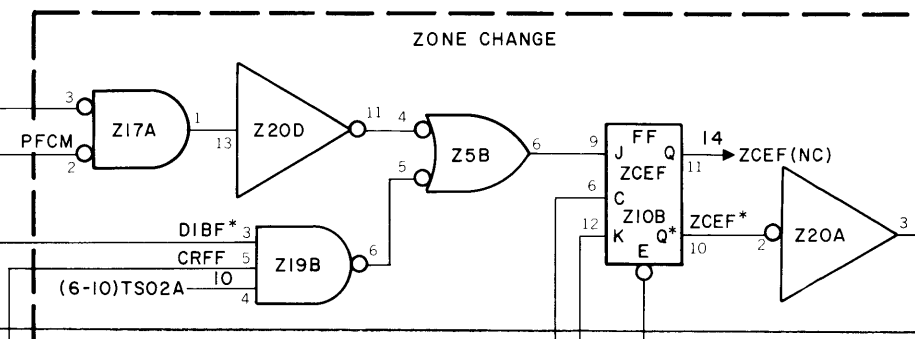 ZONE CHANGE
3
Z17A
1
PFCM
2
13
Z20D
11
4
Z5B
6
5
9
FF
J
Q
14
11
ZCEF(NC)
ZCEF
6
C
Z10B
12
K
Q*
ZCEF*
10
E
2
Z20A
3
DIBF*
3
CRFF
5
Z19B
6
(6-10)TS02A
10
4